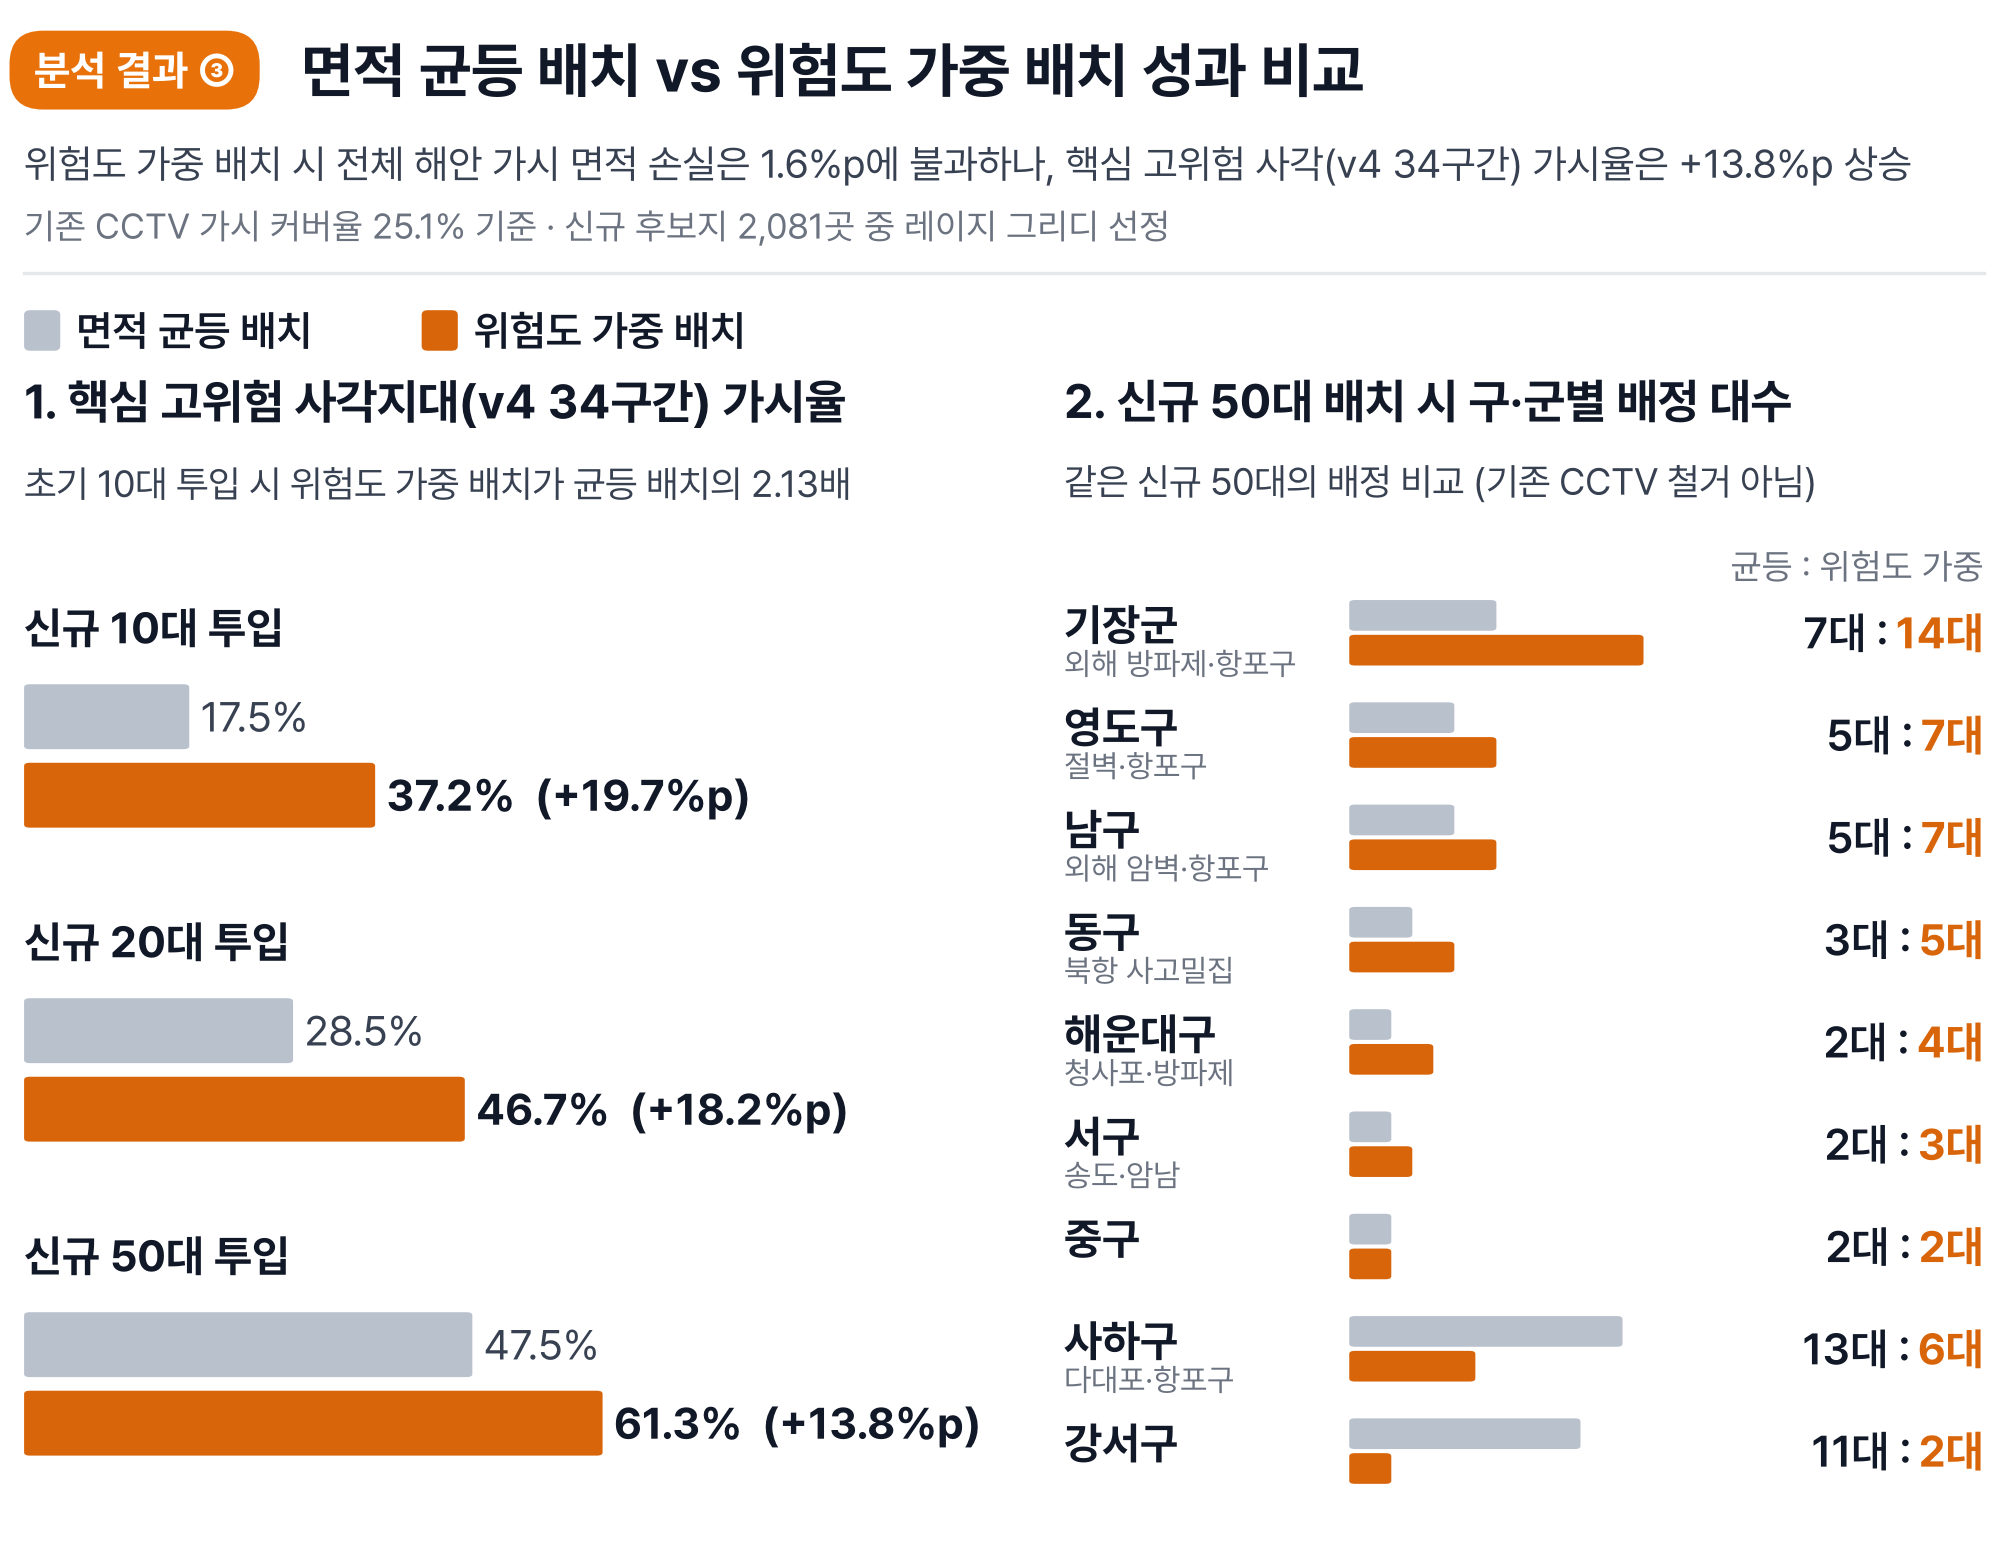 분석 결과 ③
면적 균등 배치 vs 위험도 가중 배치 성과 비교
위험도 가중 배치 시 전체 해안 가시 면적 손실은 1.6%p에 불과하나, 핵심 고위험 사각(v4 34구간) 가시율은 +13.8%p 상승
기존 CCTV 가시 커버율 25.1% 기준 · 신규 후보지 2,081곳 중 레이지 그리디 선정
면적 균등 배치
위험도 가중 배치
1. 핵심 고위험 사각지대(v4 34구간) 가시율
초기 10대 투입 시 위험도 가중 배치가 균등 배치의 2.13배
신규 10대 투입
17.5%
37.2% (+19.7%p)
신규 20대 투입
28.5%
46.7% (+18.2%p)
신규 50대 투입
47.5%
61.3% (+13.8%p)
2. 신규 50대 배치 시 구·군별 배정 대수
같은 신규 50대의 배정 비교 (기존 CCTV 철거 아님)
균등 : 위험도 가중
기장군
외해 방파제·항포구
7대 : 14대
영도구
절벽·항포구
5대 : 7대
남구
외해 암벽·항포구
5대 : 7대
동구
북항 사고밀집
3대 : 5대
해운대구
청사포·방파제
2대 : 4대
서구
송도·암남
2대 : 3대
중구
2대 : 2대
사하구
다대포·항포구
13대 : 6대
강서구
11대 : 2대